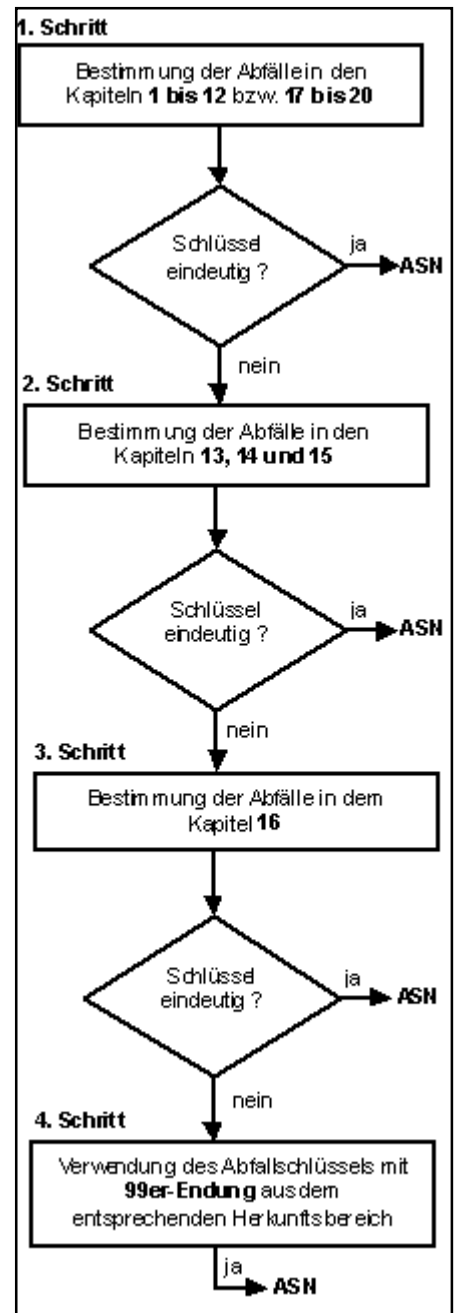 1. Schritt
Bestimmung der Abfälle in den
Kapiteln 1 bis 12 bzw. 17 bis 20
Schlüssel
eindeutig ?
ja
ASN
nein
2. Schritt
Bestimmung der Abfälle in den
Kapiteln 13, 14 und 15
Schlüssel
eindeutig ?
ja
ASN
nein
3. Schritt
Bestimmung der Abfälle in dem
Kapitel 16
Schlüssel
eindeutig ?
ja
ASN
nein
4. Schritt
Verwendung des Abfallschlüssels mit
99er-Endung aus dem
entsprechenden Herkunftsbereich
ja
ASN